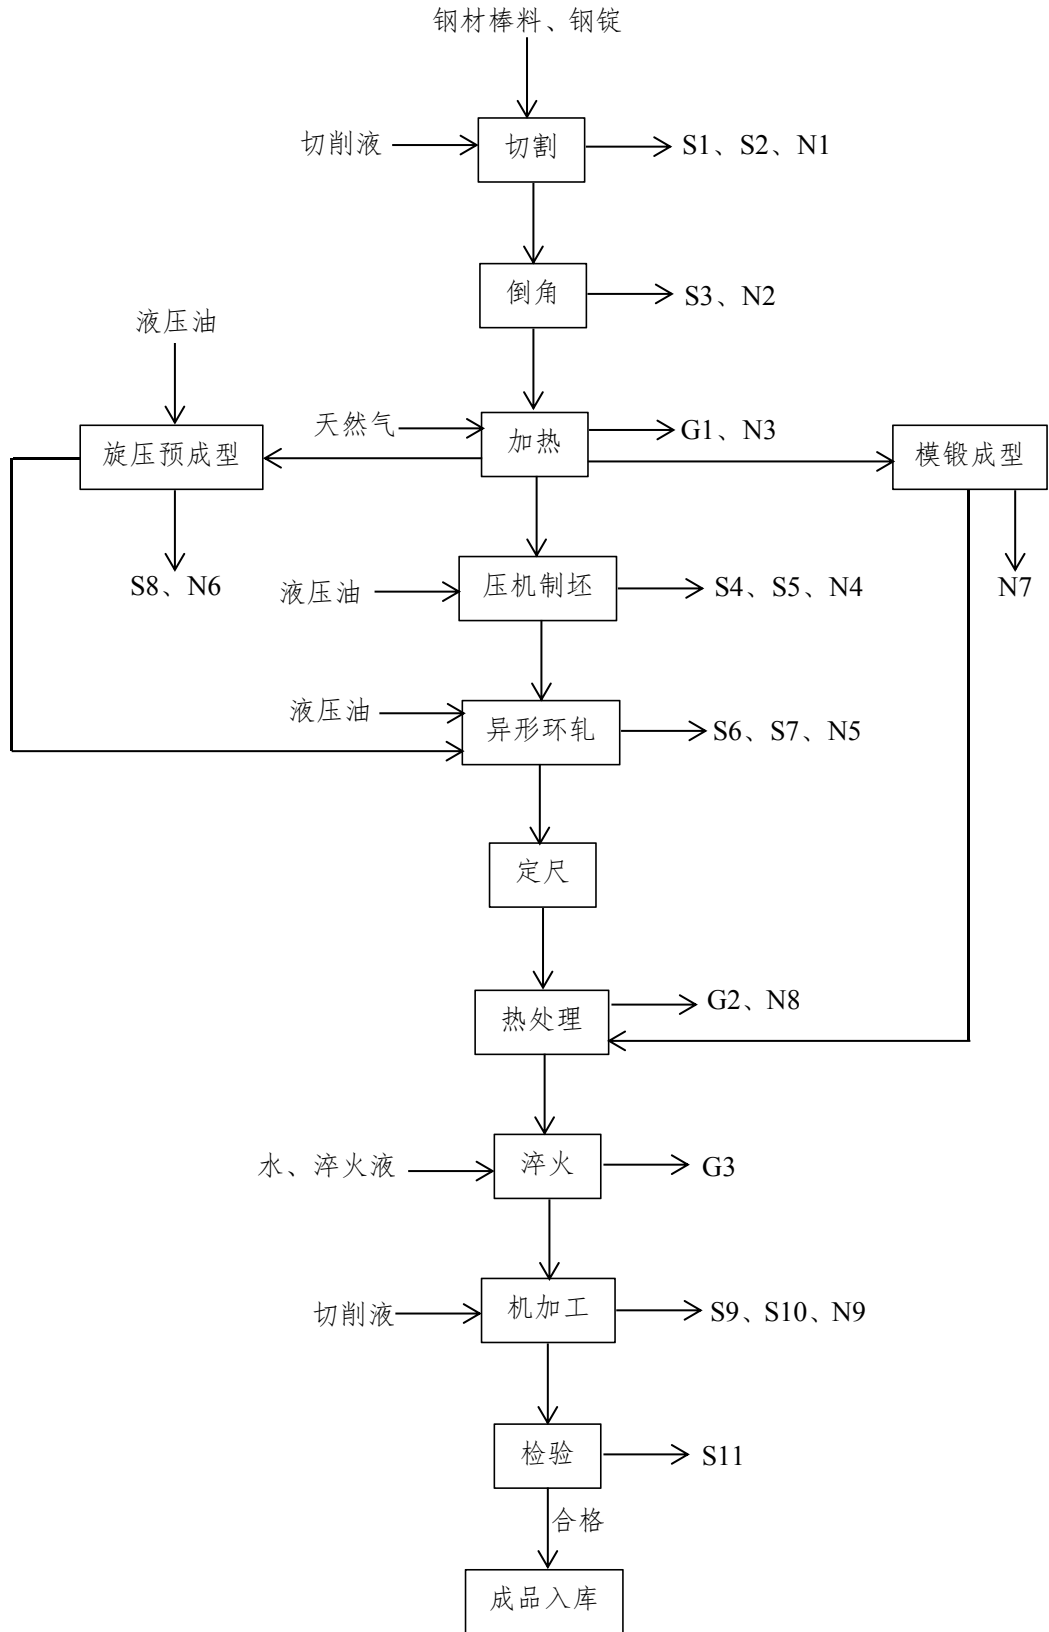 钢材棒料、钢锭
切削液
切割
S1、S2、N1
倒角
S3、N2
液压油
天然气
加热
G1、N3
旋压预成型
模锻成型
S8、N6
液压油
压机制坯
S4、S5、N4
N7
液压油
异形环轧
S6、S7、N5
定尺
热处理
G2、N8
水、淬火液
淬火
G3
切削液
机加工
S9、S10、N9
检验
S11
合格
成品入库